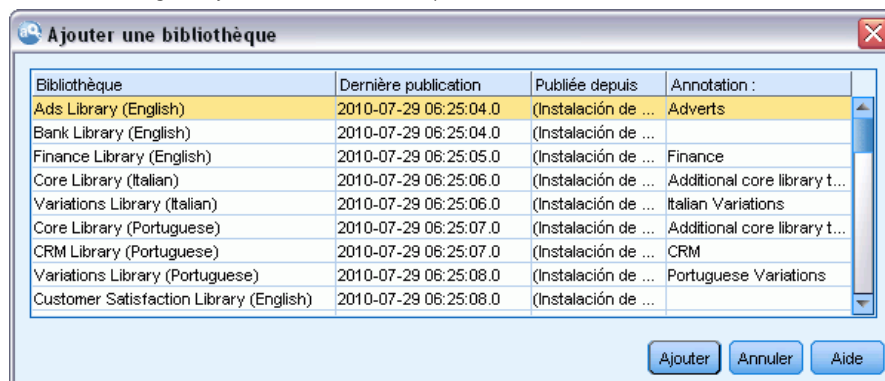 Ajouter une bibliothèque
Bibliothèque Dernière publication Publiée depuis Annotation :
Ads Library (English) 2010-07-29 06:25:04.0 (Instalación de ... Adverts
Bank Library (English) 2010-07-29 06:25:04.0 (Instalación de ...
Finance Library (English) 2010-07-29 06:25:05.0 (Instalación de ... Finance
Core Library (Italian) 2010-07-29 06:25:06.0 (Instalación de ... Additional core library t...
Variations Library (Italian) 2010-07-29 06:25:06.0 (Instalación de ... Italian Variations
Core Library (Portuguese) 2010-07-29 06:25:07.0 (Instalación de ... Additional core library t...
CRM Library (Portuguese) 2010-07-29 06:25:07.0 (Instalación de ... CRM
Variations Library (Portuguese) 2010-07-29 06:25:08.0 (Instalación de ... Portuguese Variations
Customer Satisfaction Library (English) 2010-07-29 06:25:08.0 (Instalación de ...
Ajouter Annuler Aide